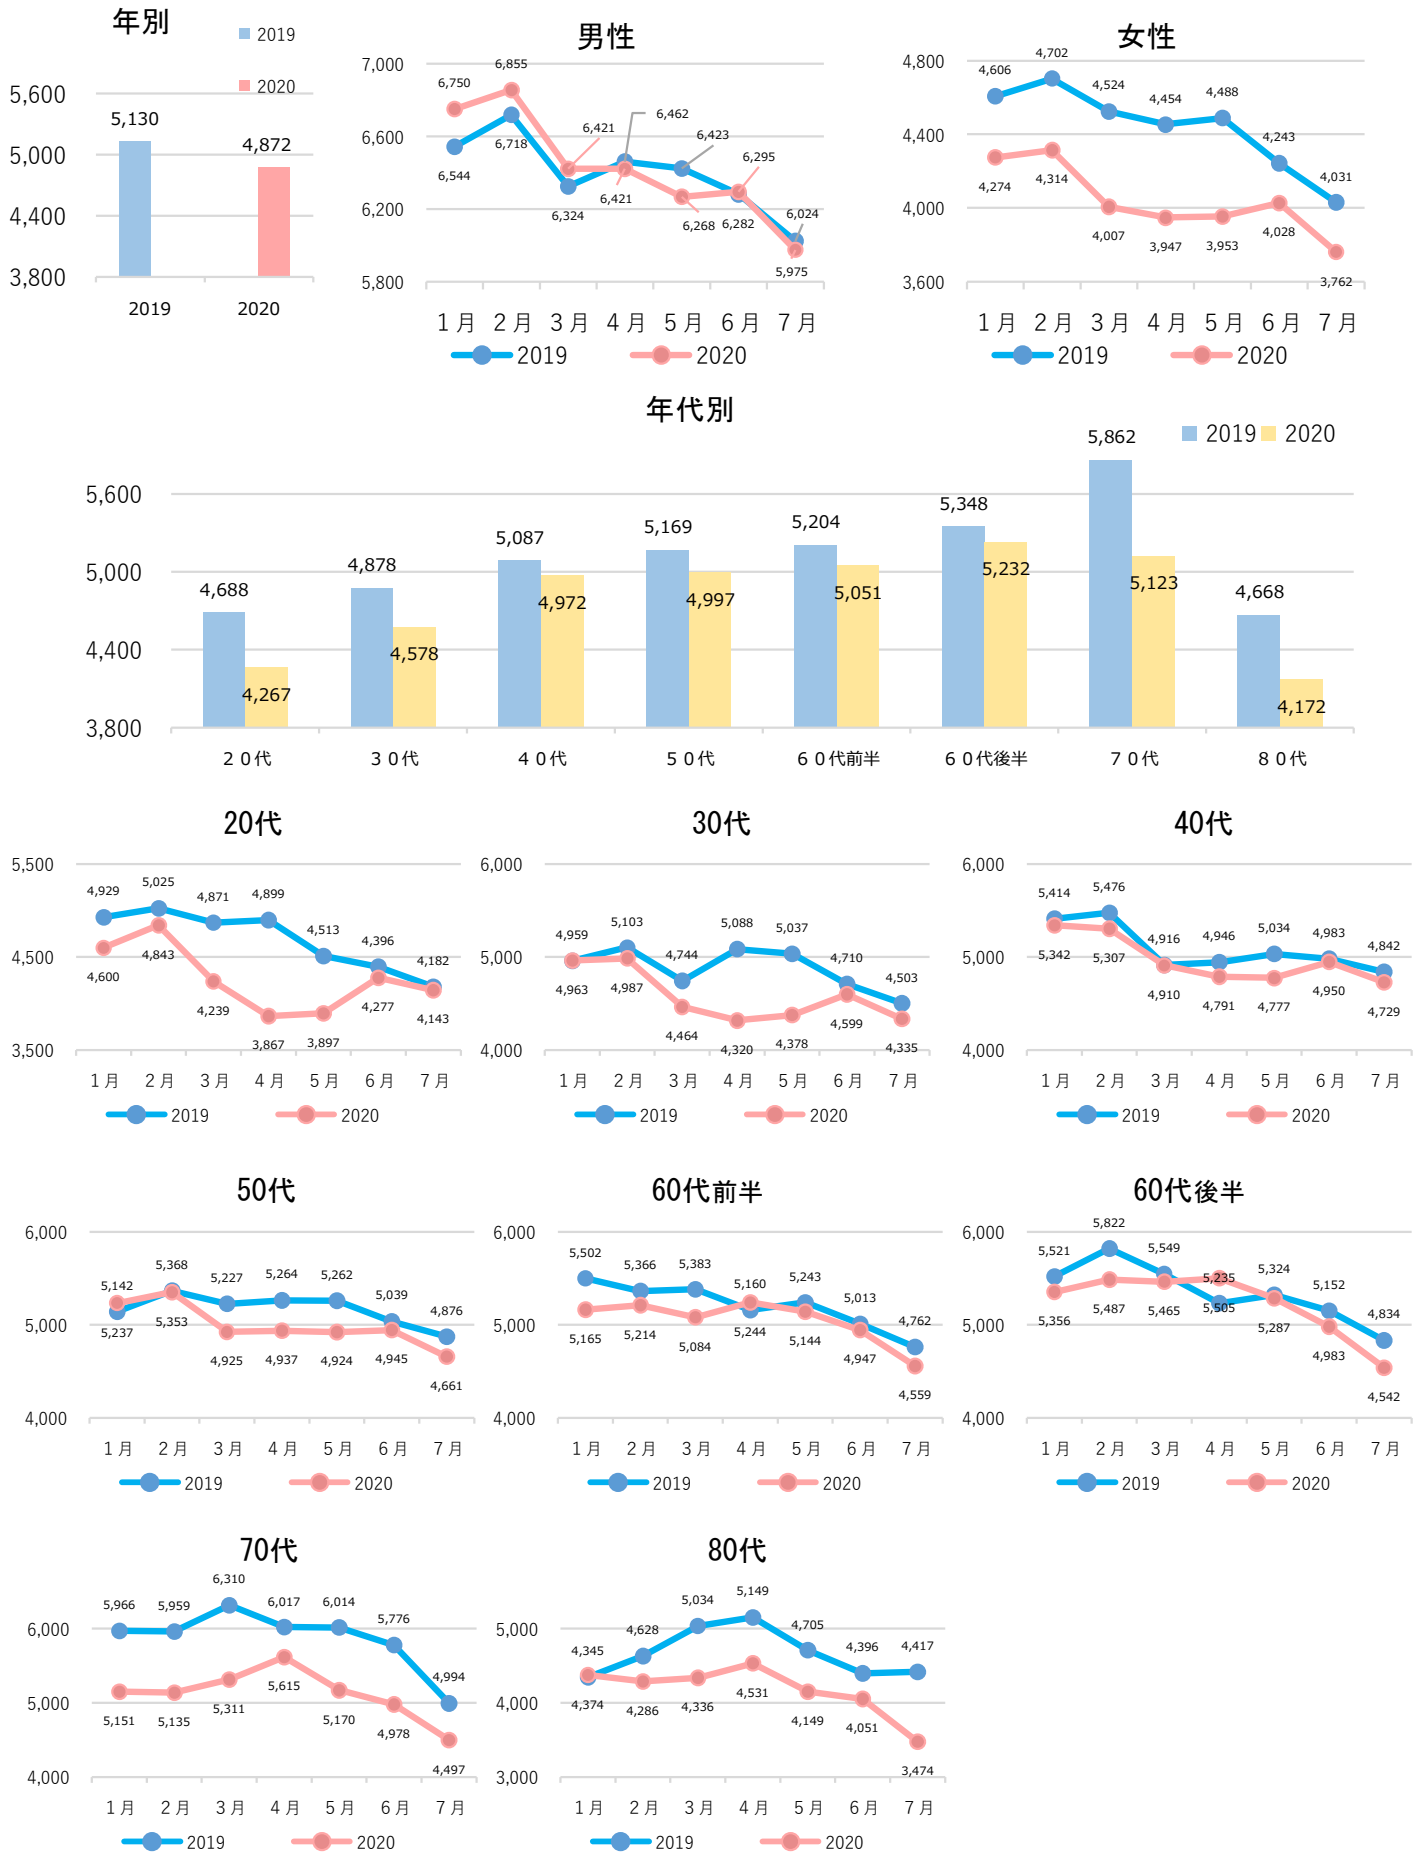 年別
2019
2020
5,600
5,130
5,000
4,872
4,400
3,800
2019 2020
男性
7,000
6,750 6,855
6,462
6,421 6,423
6,600
6,718
6,295
6,544
6,421
6,324
6,268 6,282
6,024
6,200
5,975
5,800
1月 2月 3月 4月 5月 6月 7月
2019 2020
女性
4,800
4,606 4,702 4,524 4,454 4,488
4,400
4,243
4,031
4,274 4,314
4,000
4,007 3,947 3,953 4,028
3,762
3,600
1月 2月 3月 4月 5月 6月 7月
2019 2020
年代別
2019 2020
5,862
5,600
5,087 5,169 5,204 5,348
4,688 4,878
5,000
4,972 4,997 5,051 5,232 5,123
4,668
4,400
4,267 4,578
4,172
3,800
20代 30代 40代 50代 60代前半 60代後半 70代 80代
20代
5,500
4,929 5,025 4,871 4,899 4,513 4,396 4,182
4,500
4,600 4,843 4,239 3,867 3,897 4,277 4,143
3,500
1月 2月 3月 4月 5月 6月 7月
2019 2020
30代
6,000
4,959 5,103 4,744 5,088 5,037 4,710 4,503
5,000
4,963 4,987 4,464 4,320 4,378 4,599 4,335
4,000
1月 2月 3月 4月 5月 6月 7月
2019 2020
40代
6,000
5,414 5,476 4,916 4,946 5,034 4,983 4,842
5,000
5,342 5,307 4,910 4,791 4,777 4,950 4,729
4,000
1月 2月 3月 4月 5月 6月 7月
2019 2020
50代
6,000
5,142 5,368 5,227 5,264 5,262 5,039 4,876
5,000
5,237 5,353 4,925 4,937 4,924 4,945 4,661
4,000
1月 2月 3月 4月 5月 6月 7月
2019 2020
60代前半
6,000
5,502 5,366 5,383 5,160 5,243 5,013 4,762
5,000
5,165 5,214 5,084 5,244 5,144 4,947 4,559
4,000
1月 2月 3月 4月 5月 6月 7月
2019 2020
60代後半
6,000
5,521 5,822 5,549 5,235 5,324 5,152 4,834
5,000
5,356 5,487 5,465 5,505 5,287 4,983 4,542
4,000
1月 2月 3月 4月 5月 6月 7月
2019 2020
70代
5,966 5,959 6,310 6,017 6,014 5,776 4,994
6,000
5,000
5,151 5,135 5,311 5,615 5,170 4,978 4,497
4,000
1月 2月 3月 4月 5月 6月 7月
2019 2020
80代
4,345 4,628 5,034 5,149 4,705 4,396 4,417
5,000
4,000
4,374 4,286 4,336 4,531 4,149 4,051 3,474
3,000
1月 2月 3月 4月 5月 6月 7月
2019 2020